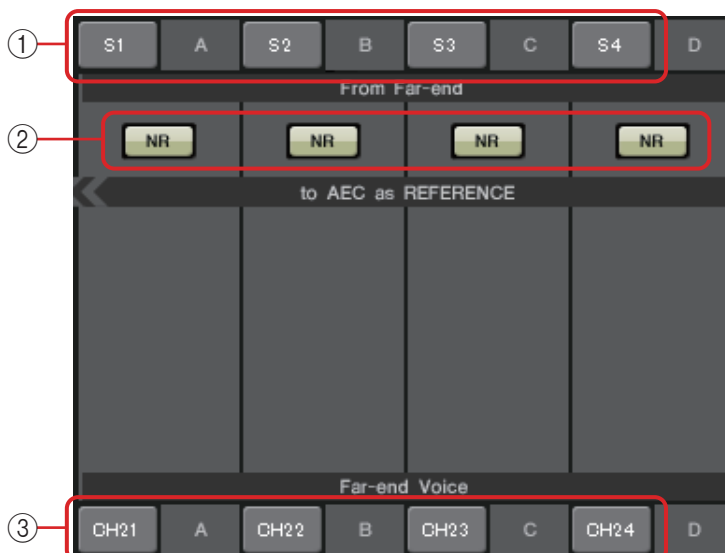 ① S1 A S2 B S3 C S4 D
From Far-end
② NR NR NR NR
to AEC as REFERENCE
Far-end Voice
③ CH21 A CH22 B CH23 C CH24 D